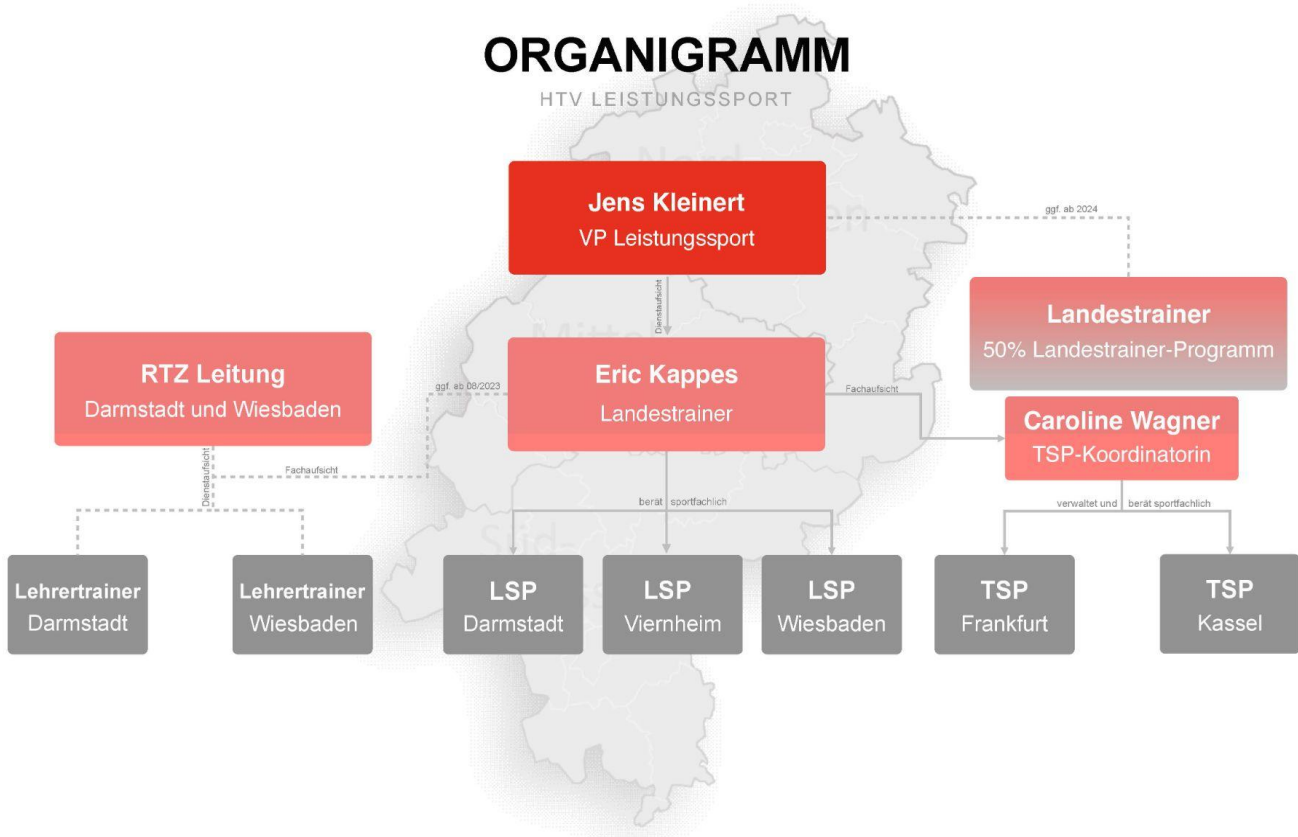 ORGANIGRAMM
HTV LEISTUNGSSPORT
Jens Kleinert
VP Leistungssport
ggf. ab 2024
Dienstaufsicht
Landestrainer
50% Landestrainer-Programm
RTZ Leitung
Darmstadt und Wiesbaden
ggf. ab 08/2023
Eric Kappes
Landestrainer
Fachaufsicht
Caroline Wagner
TSP-Koordinatorin
Dienstaufsicht
Fachaufsicht
berät sportfachlich
verwaltet und berät sportfachlich
Lehrertrainer
Darmstadt
Lehrertrainer
Wiesbaden
LSP
Darmstadt
LSP
Viernheim
LSP
Wiesbaden
TSP
Frankfurt
TSP
Kassel